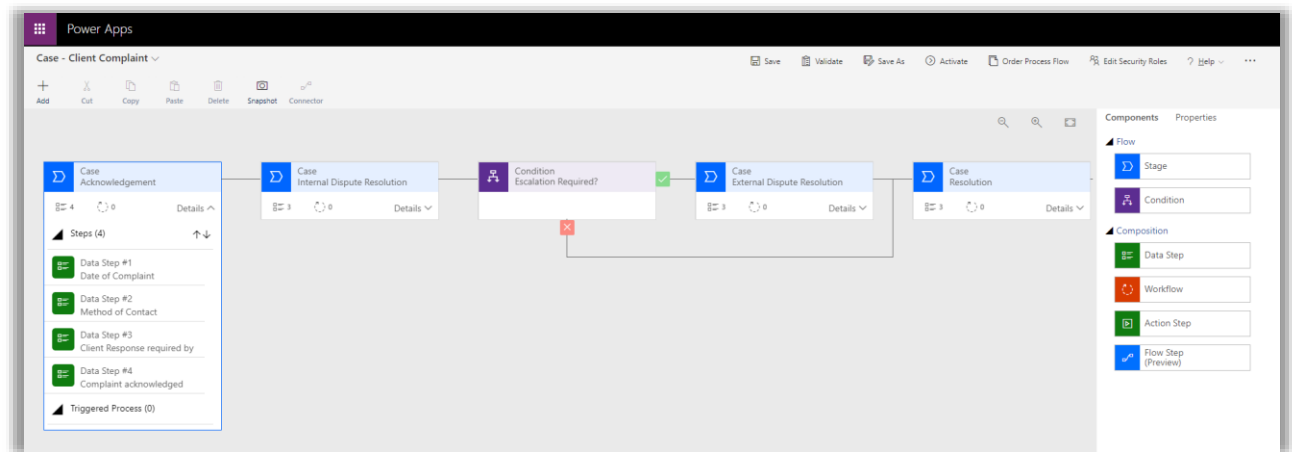 Power Apps
Case - Client Complaint
Save
Validate
Save As
Activate
Order Process Flow
Edit Security Roles
? Help
...
Add
Cut
Copy
Paste
Delete
Snapshot
Connector
Components
Properties
Flow
Stage
Condition
Composition
Data Step
Workflow
Action Step
Flow Step
(Preview)
Case
Acknowledgement
4
0
Details
Steps (4)
Data Step #1
Date of Complaint
Data Step #2
Method of Contact
Data Step #3
Client Response required by
Data Step #4
Complaint acknowledged
Triggered Process (0)
Case
Internal Dispute Resolution
3
0
Details
Condition
Escalation Required?
Case
External Dispute Resolution
3
0
Details
Case
Resolution
3
0
Details